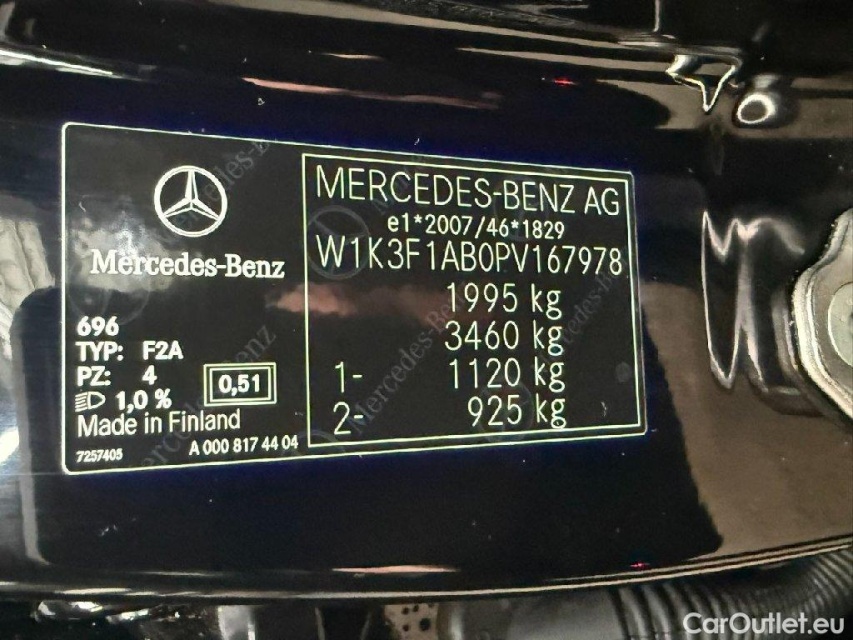 Mercedes-Benz
696
TYP: F2A
PZ: 4
1,0 %
0,51
Made in Finland
7257405
A 000 817 44 04
MERCEDES-BENZ AG
e1*2007/46*1829
W1K3F1AB0PV167978
1995 kg
3460 kg
1- 1120 kg
2- 925 kg
CarOutlet.eu